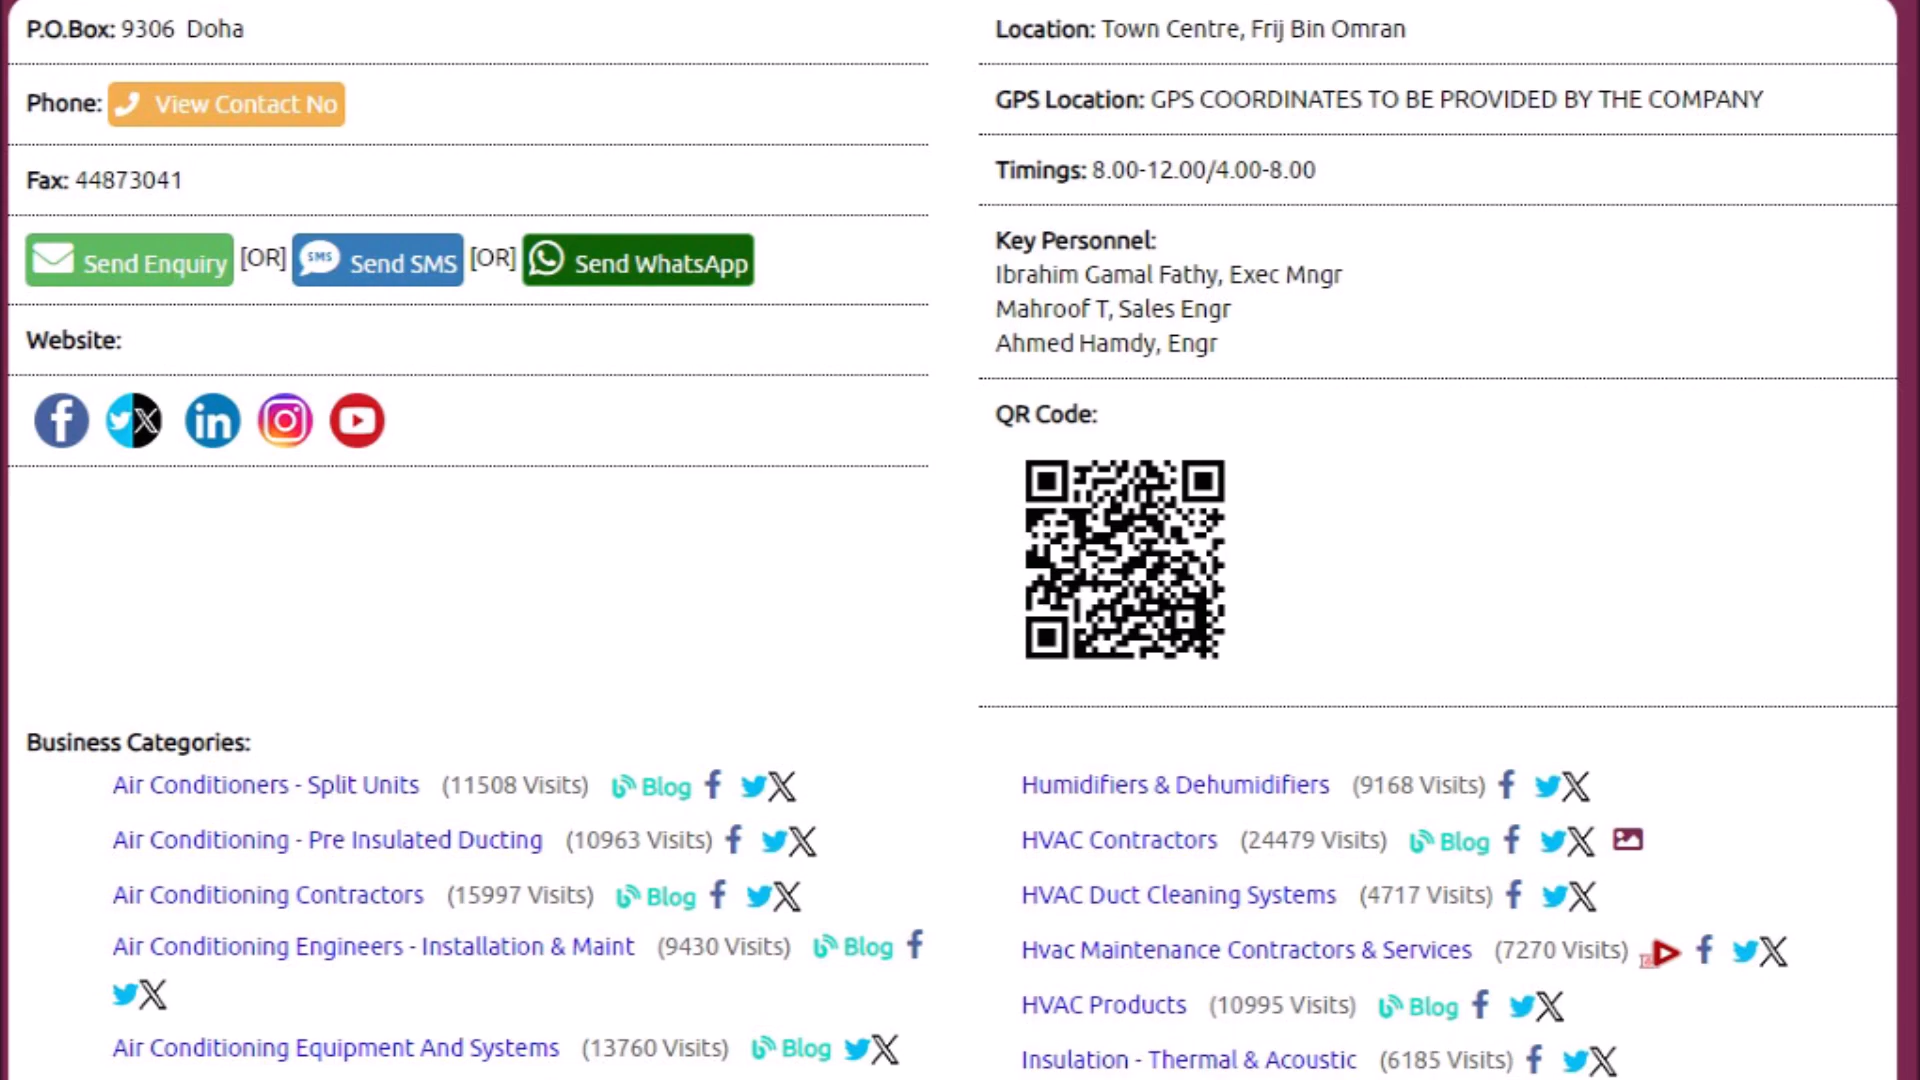 P.O.Box: 9306 Doha
Phone: View Contact No
Fax: 44873041
Send Enquiry [OR] SMS Send SMS [OR] Send WhatsApp
Website:
Location: Town Centre, Frij Bin Omran
GPS Location: GPS COORDINATES TO BE PROVIDED BY THE COMPANY
Timings: 8.00-12.00/4.00-8.00
Key Personnel:
Ibrahim Gamal Fathy, Exec Mngr
Mahroof T, Sales Engr
Ahmed Hamdy, Engr
QR Code:
Business Categories:
Air Conditioners - Split Units (11508 Visits) Blog
Air Conditioning - Pre Insulated Ducting (10963 Visits)
Air Conditioning Contractors (15997 Visits) Blog
Air Conditioning Engineers - Installation & Maint (9430 Visits) Blog
Air Conditioning Equipment And Systems (13760 Visits) Blog
Humidifiers & Dehumidifiers (9168 Visits)
HVAC Contractors (24479 Visits) Blog
HVAC Duct Cleaning Systems (4717 Visits)
Hvac Maintenance Contractors & Services (7270 Visits)
HVAC Products (10995 Visits) Blog
Insulation - Thermal & Acoustic (6185 Visits)